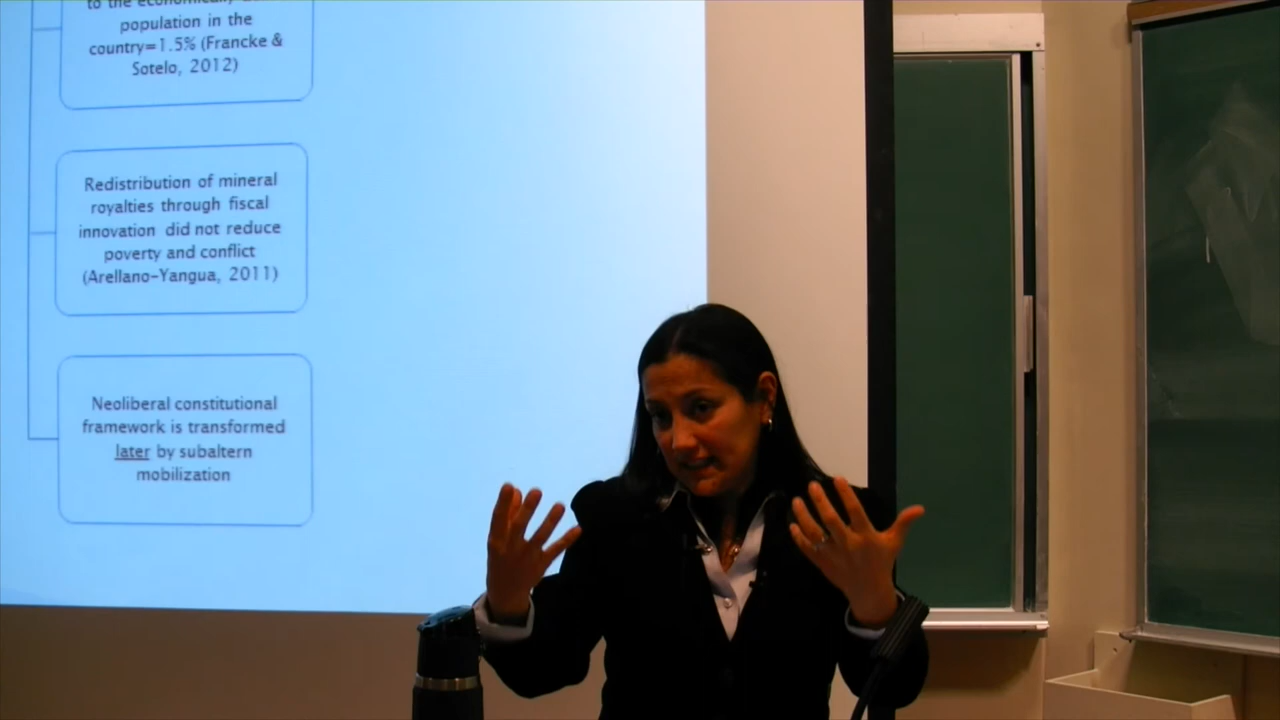 to the economically
population in the
country=1.5% (Francke &
Sotelo, 2012)
Redistribution of mineral
royalties through fiscal
innovation did not reduce
poverty and conflict
(Arellano-Yangua, 2011)
Neoliberal constitutional
framework is transformed
later by subaltern
mobilization